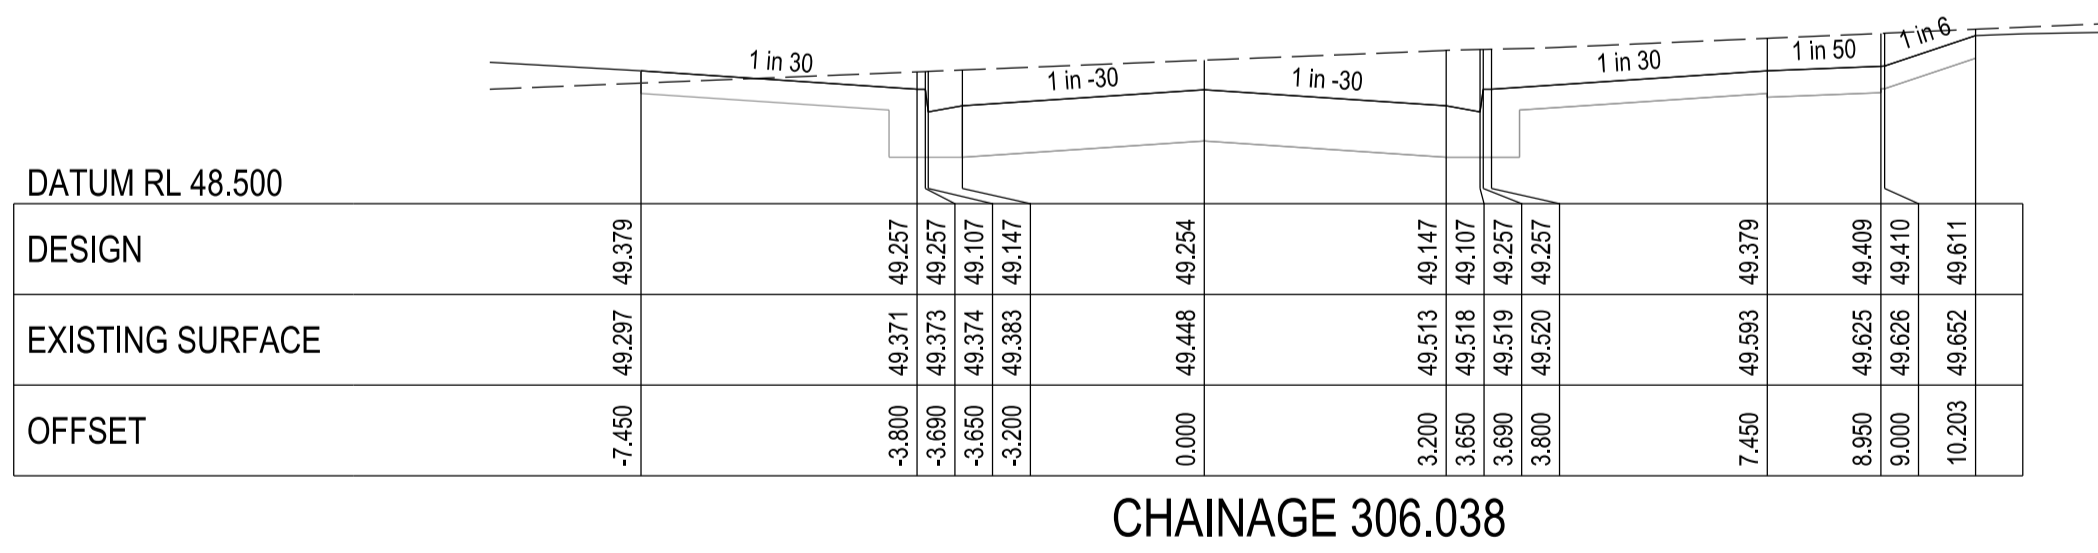 1 in 30
1 in -30
1 in -30
1 in 30
1 in 50
1 in 6
DATUM RL 48.500
DESIGN 49.379 49.257 49.257 49.107 49.147 49.254 49.147 49.107 49.257 49.257 49.379 49.409 49.410 49.611
EXISTING SURFACE 49.297 49.371 49.373 49.374 49.383 49.448 49.513 49.518 49.519 49.520 49.593 49.625 49.626 49.652
OFFSET -7.450 -3.800 -3.690 -3.650 -3.200 0.000 3.200 3.650 3.690 3.800 7.450 8.950 9.000 10.203
CHAINAGE 306.038